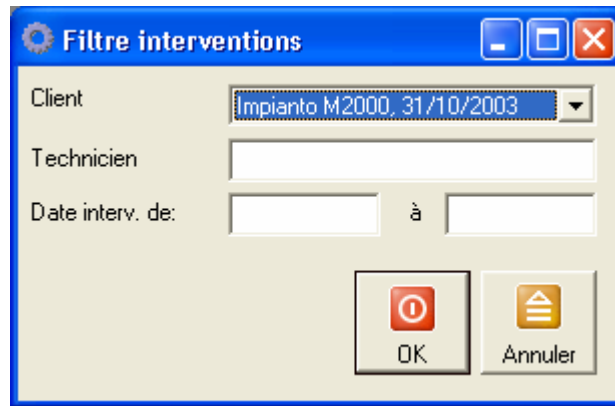 Filtre interventions
Client
Impianto M2000, 31/10/2003
Technicien
Date interv. de:
à
OK
Annuler